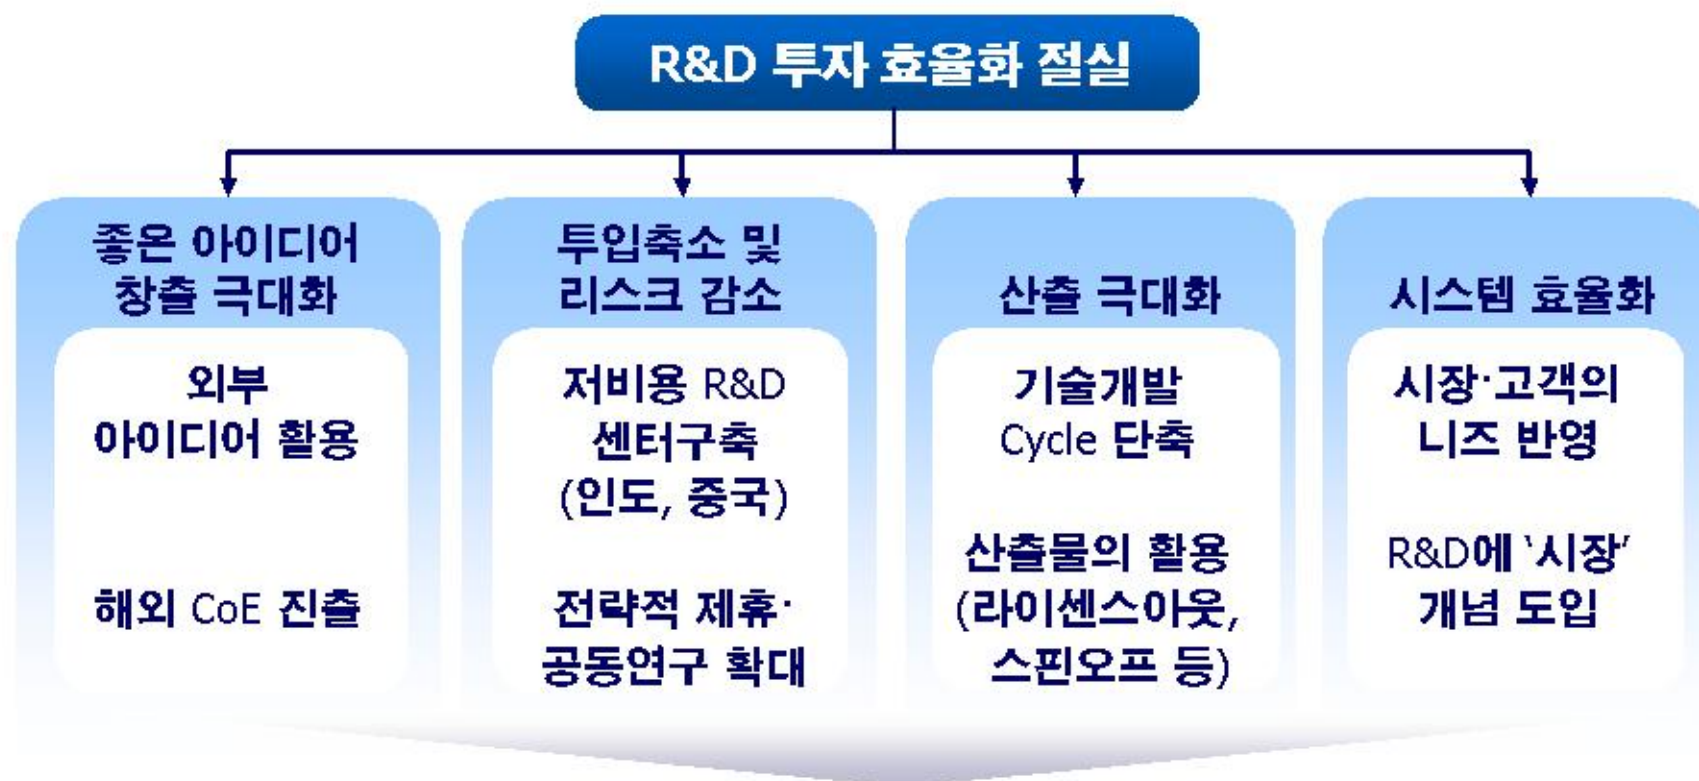 R&D 투자 효율화 절실
좋은 아이디어
창출 극대화
외부
아이디어 활용
해외 CoE 진출
투입축소 및
리스크 감소
저비용 R&D
센터구축
(인도, 중국)
전략적 제휴·
공동연구 확대
산출 극대화
기술개발
Cycle 단축
산출물의 활용
(라이센스아웃,
스핀오프 등)
시스템 효율화
시장·고객의
니즈 반영
R&D에 ‘시장’
개념 도입